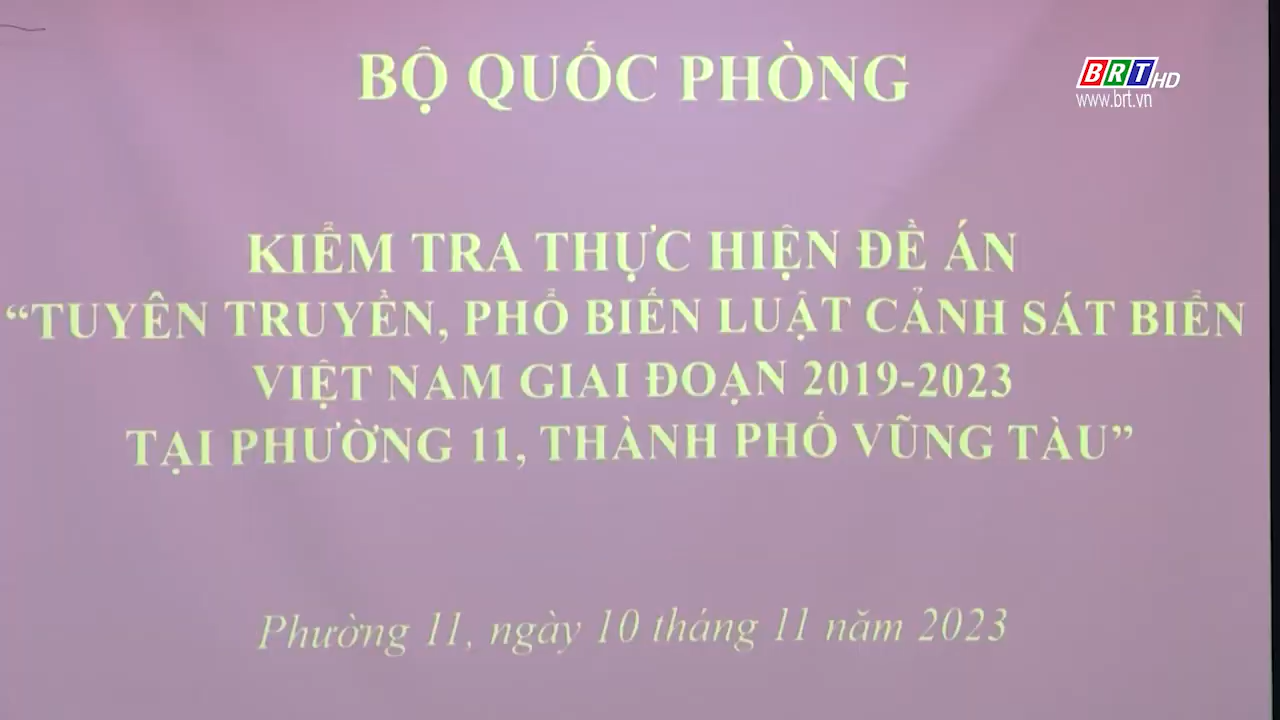 BỘ QUỐC PHÒNG
BRT HD
www.brt.vn
KIỂM TRA THỰC HIỆN ĐỀ ÁN
“TUYÊN TRUYỀN, PHỔ BIẾN LUẬT CẢNH SÁT BIỂN
VIỆT NAM GIAI ĐOẠN 2019-2023
TẠI PHƯỜNG 11, THÀNH PHỐ VŨNG TÀU”
Phường 11, ngày 10 tháng 11 năm 2023